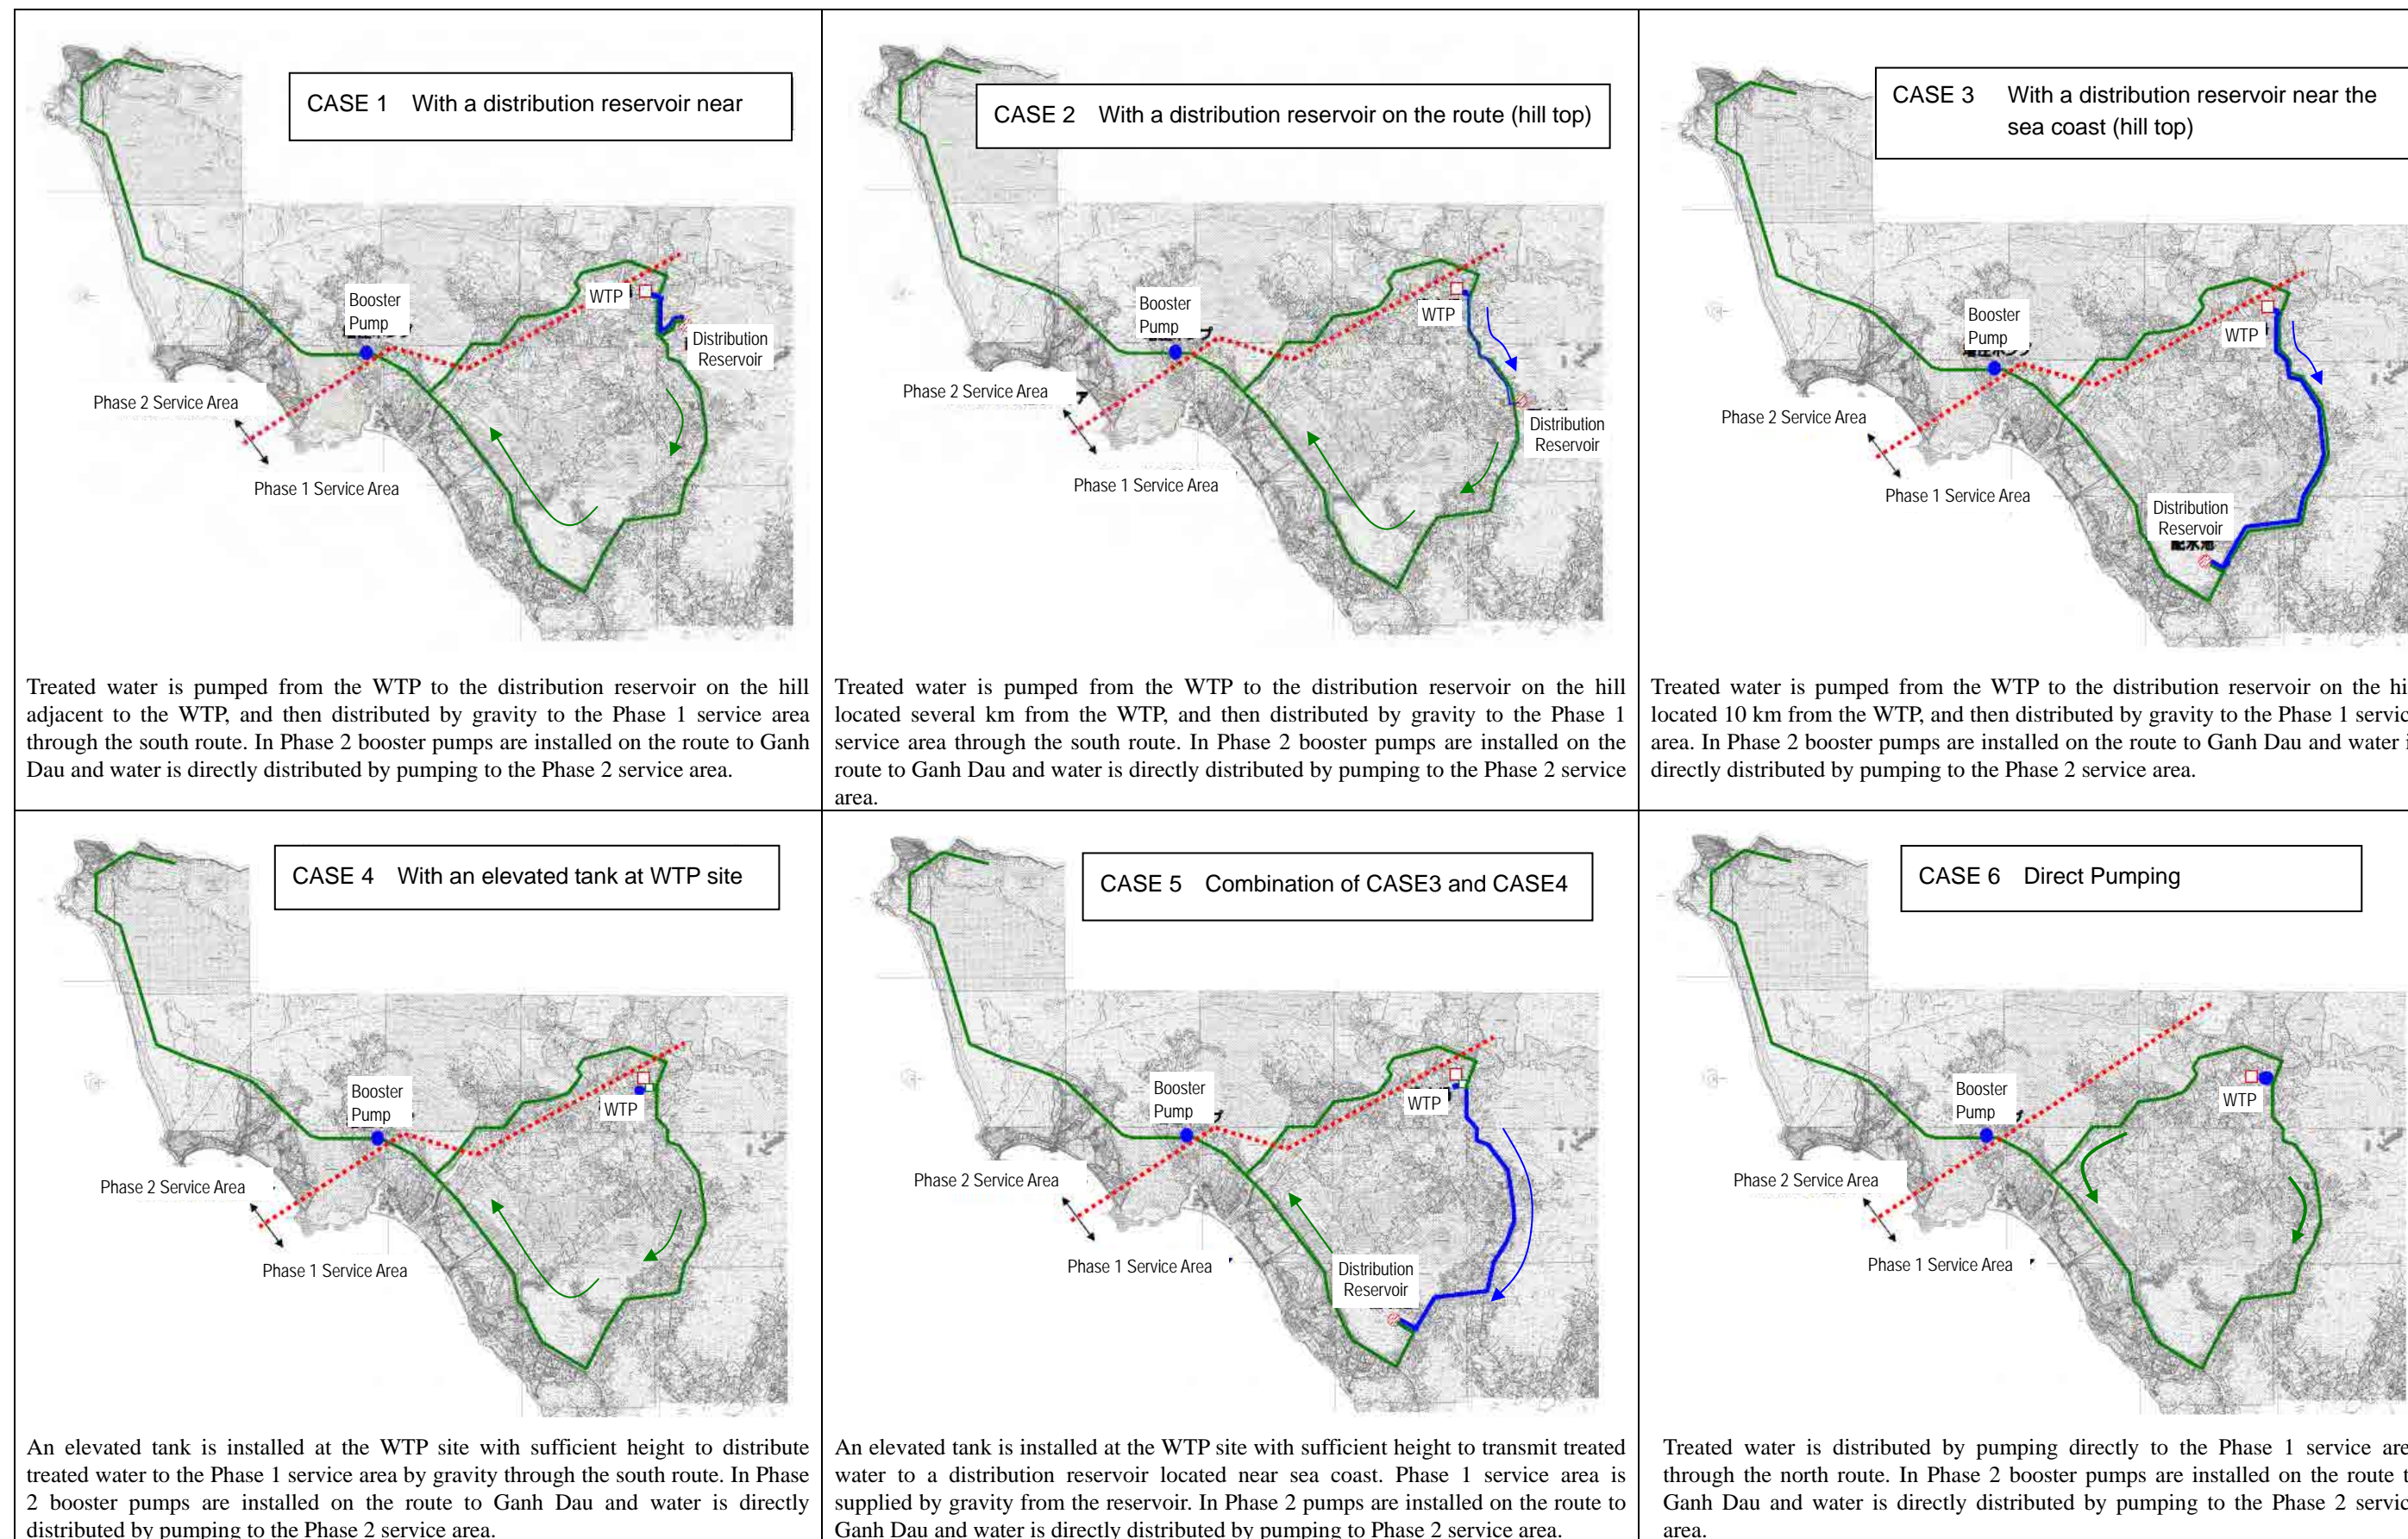 CASE 1 With a distribution reservoir near
Booster
Pump
WTP
Distribution
Reservoir
Phase 2 Service Area
Phase 1 Service Area
Treated water is pumped from the WTP to the distribution reservoir on the hill
adjacent to the WTP, and then distributed by gravity to the Phase 1 service area
through the south route. In Phase 2 booster pumps are installed on the route to Ganh
Dau and water is directly distributed by pumping to the Phase 2 service area.
CASE 2 With a distribution reservoir on the route (hill top)
Booster
Pump
WTP
Phase 2 Service Area
Distribution
Reservoir
Phase 1 Service Area
Treated water is pumped from the WTP to the distribution reservoir on the hill
located several km from the WTP, and then distributed by gravity to the Phase 1
service area through the south route. In Phase 2 booster pumps are installed on the
route to Ganh Dau and water is directly distributed by pumping to the Phase 2 service
area.
CASE 3 With a distribution reservoir near the
sea coast (hill top)
Booster
Pump
WTP
Phase 2 Service Area
Phase 1 Service Area
Distribution
Reservoir
Treated water is pumped from the WTP to the distribution reservoir on the
located 10 km from the WTP, and then distributed by gravity to the Phase 1
area. In Phase 2 booster pumps are installed on the route to Ganh Dau and water
directly distributed by pumping to the Phase 2 service area.
CASE 4 With an elevated tank at WTP site
Booster
Pump
WTP
Phase 2 Service Area
Phase 1 Service Area
An elevated tank is installed at the WTP site with sufficient height to distribute
treated water to the Phase 1 service area by gravity through the south route. In Phase
2 booster pumps are installed on the route to Ganh Dau and water is directly
distributed by pumping to the Phase 2 service area.
CASE 5 Combination of CASE3 and CASE4
Booster
Pump
WTP
Phase 2 Service Area
Phase 1 Service Area
Distribution
Reservoir
An elevated tank is installed at the WTP site with sufficient height to transmit treated
water to a distribution reservoir located near sea coast. Phase 1 service area is
supplied by gravity from the reservoir. In Phase 2 pumps are installed on the route to
Ganh Dau and water is directly distributed by pumping to Phase 2 service area.
CASE 6 Direct Pumping
Booster
Pump
WTP
Phase 2 Service Area
Phase 1 Service Area
Treated water is distributed by pumping directly to the Phase 1 service
through the north route. In Phase 2 booster pumps are installed on the route
Ganh Dau and water is directly distributed by pumping to the Phase 2
area.